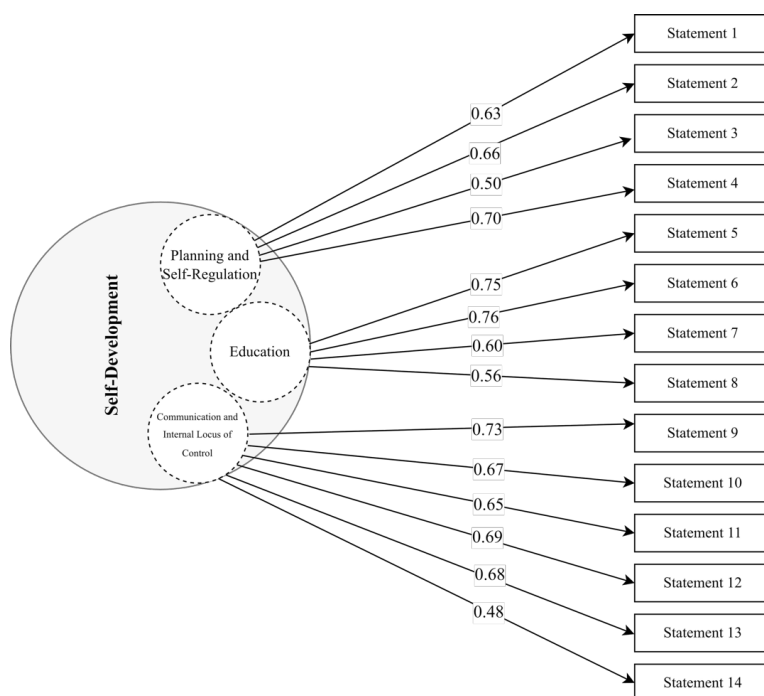 Statement 1
Statement 2
Statement 3
Statement 4
Statement 5
Statement 6
Statement 7
Statement 8
Statement 9
Statement 10
Statement 11
Statement 12
Statement 13
Statement 14
0.63
0.66
0.50
0.70
0.75
0.76
0.60
0.56
0.73
0.67
0.65
0.69
0.68
0.48
Self-Development
Planning and
Self-Regulation
Education
Communication and
Internal Locus of
Control